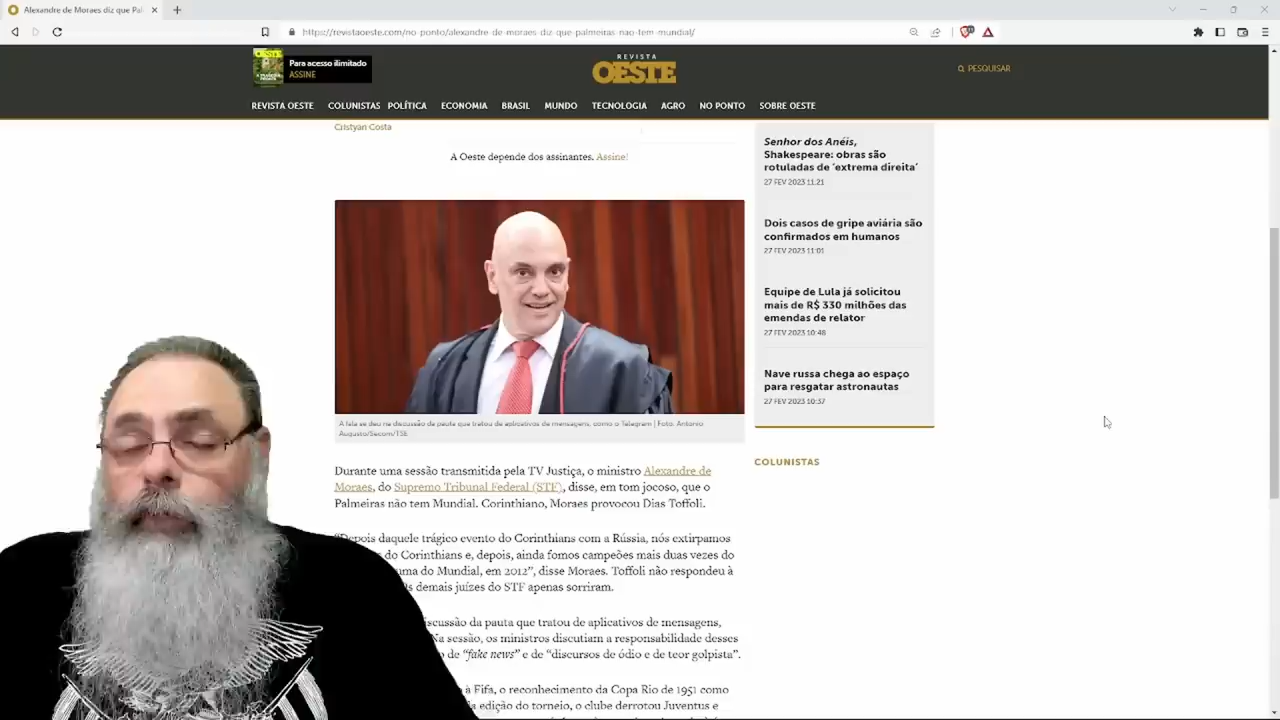 Alexandre de Moraes diz que Pal
https://revistaoeste.com/no-ponto/alexandre-de-moraes-diz-que-palmeiras-nao-tem-mundial/
Para acesso ilimitado
ASSINE
REVISTA
OESTE
PESQUISAR
REVISTA OESTE COLUNISTAS POLÍTICA ECONOMIA BRASIL MUNDO TECNOLOGIA AGRO NO PONTO SOBRE OESTE
Cristyan Costa
A Oeste depende dos assinantes. Assine!
A fala se deu na discussão da pauta que tratou de aplicativos de mensagens, como o Telegram | Foto: Antonio
Augusto/Secom/TSE
Durante uma sessão transmitida pela TV Justiça, o ministro Alexandre de
Moraes, do Supremo Tribunal Federal (STF), disse, em tom jocoso, que o
Palmeiras não tem Mundial. Corinthiano, Moraes provocou Dias Toffoli.
“Depois daquele trágico evento do Corinthians com a Rússia, nós extirpamos
do Corinthians e, depois, ainda fomos campeões mais duas vezes do
uma do Mundial, em 2012”, disse Moraes. Toffoli não respondeu à
demais juízes do STF apenas sorriram.
iscussão da pauta que tratou de aplicativos de mensagens,
Na sessão, os ministros discutiam a responsabilidade desses
de “fake news” e de “discursos de ódio e de teor golpista”.
à Fifa, o reconhecimento da Copa Rio de 1951 como
edição do torneio, o clube derrotou Juventus e
Senhor dos Anéis,
Shakespeare: obras são
rotuladas de ‘extrema direita’
27 FEV 2023 11:21
Dois casos de gripe aviária são
confirmados em humanos
27 FEV 2023 11:01
Equipe de Lula já solicitou
mais de R$ 330 milhões das
emendas de relator
27 FEV 2023 10:48
Nave russa chega ao espaço
para resgatar astronautas
27 FEV 2023 10:37
COLUNISTAS